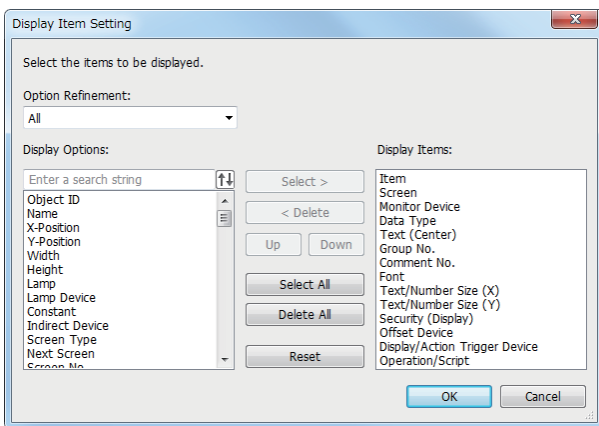 Display Item Setting
Select the items to be displayed.
Option Refinement:
All
Display Options:
Display Items:
Enter a search string
Object ID
Name
X-Position
Y-Position
Width
Height
Lamp
Lamp Device
Constant
Indirect Device
Screen Type
Next Screen
Screen No.
Select >
< Delete
Up
Down
Select All
Delete All
Reset
Item
Screen
Monitor Device
Data Type
Text (Center)
Group No.
Comment No.
Font
Text/Number Size (X)
Text/Number Size (Y)
Security (Display)
Offset Device
Display/Action Trigger Device
Operation/Script
OK
Cancel